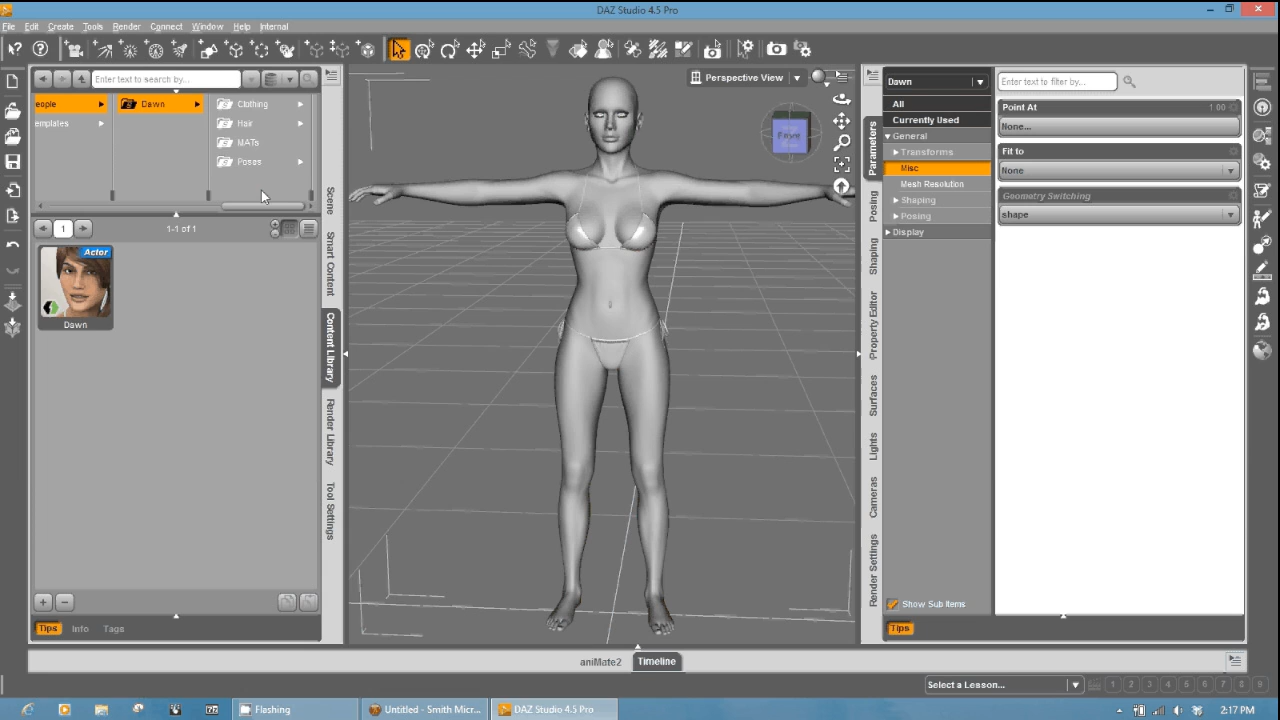 DAZ Studio 4.5 Pro
File Edit Create Tools Render Connect Window Help Internal
Enter text to search by...
eople
emplates
Dawn
Clothing
Hair
MATs
Poses
1
1-1 of 1
Actor
Dawn
Tips Info Tags
Scene
Smart Content
Content Library
Render Library
Tool Settings
Perspective View
Parameters
Posing
Shaping
Property Editor
Surfaces
Lights
Cameras
Render Settings
Dawn
All
Currently Used
General
Transforms
Misc
Mesh Resolution
Shaping
Posing
Display
Show Sub Items
Tips
Enter text to filter by...
Point At 1.00
None...
Fit to
None
Geometry Switching
shape
aniMate2 Timeline
Select a Lesson... 1 2 3 4 5 6 7 8 9
Flashing
Untitled - Smith Micr...
DAZ Studio 4.5 Pro
2:17 PM